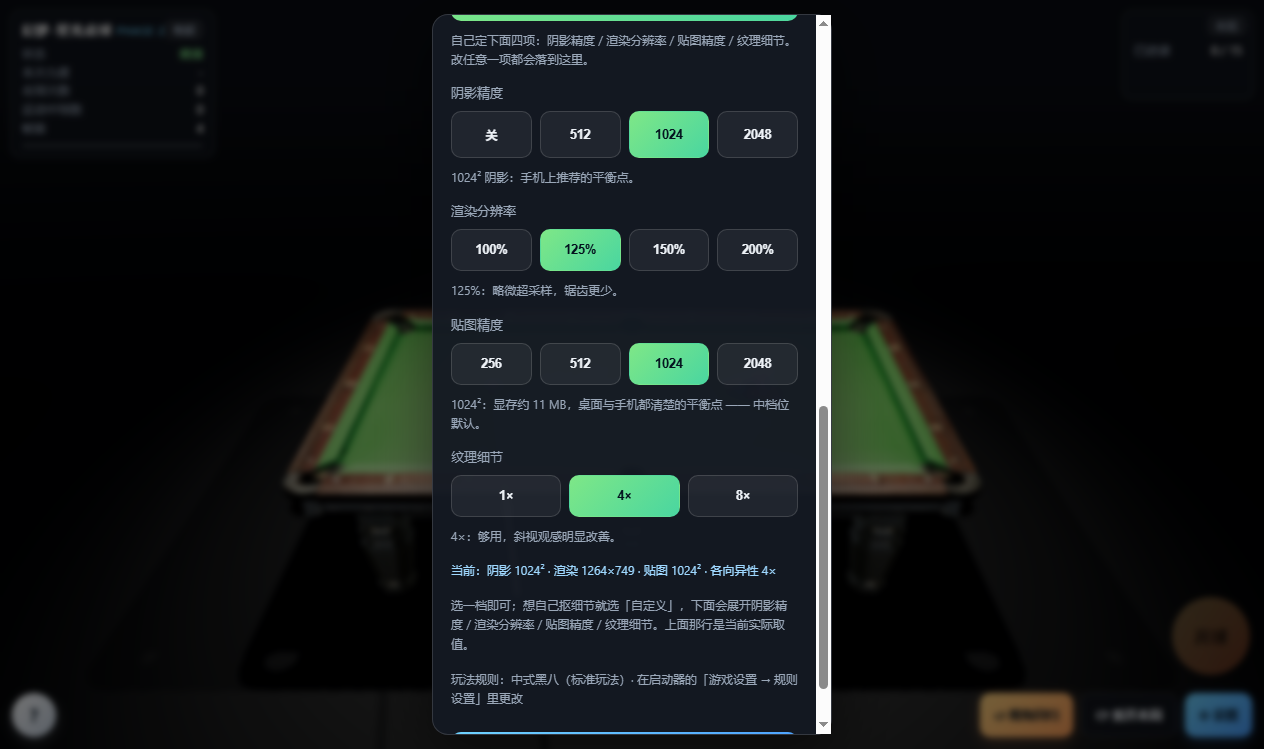 自己定下面四项：阴影精度 / 渲染分辨率 / 贴图精度 / 纹理细节。
改任意一项都会落到这里。
阴影精度
关 512 1024 2048
1024² 阴影：手机上推荐的平衡点。
渲染分辨率
100% 125% 150% 200%
125%：略微超采样，锯齿更少。
贴图精度
256 512 1024 2048
1024²：显存约 11 MB，桌面与手机都清楚的平衡点 —— 中档位
默认。
纹理细节
1× 4× 8×
4×：够用，斜视观感明显改善。
当前：阴影 1024² · 渲染 1264×749 · 贴图 1024² · 各向异性 4×
选一档即可；想自己抠细节就选「自定义」，下面会展开阴影精
度 / 渲染分辨率 / 贴图精度 / 纹理细节。上面那行是当前实际取
值。
玩法规则：中式黑八（标准玩法）· 在启动器的「游戏设置 → 规则
设置」里更改